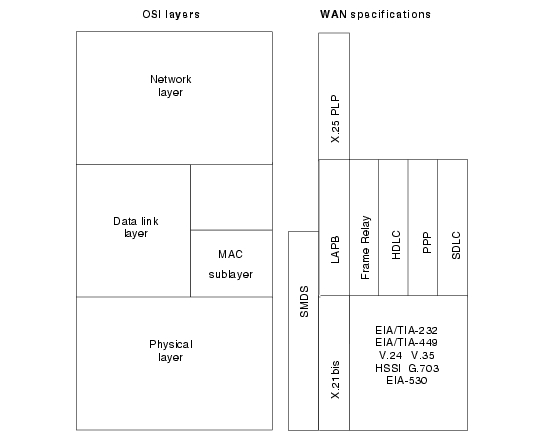 OSI layers
WAN specifications
Network
layer
X.25 PLP
Data link
layer
MAC
sublayer
SMDS
LAPB
Frame Relay
HDLC
PPP
SDLC
Physical
layer
X.21bis
EIA/TIA-232
EIA/TIA-449
V.24 V.35
HSSI G.703
EIA-530